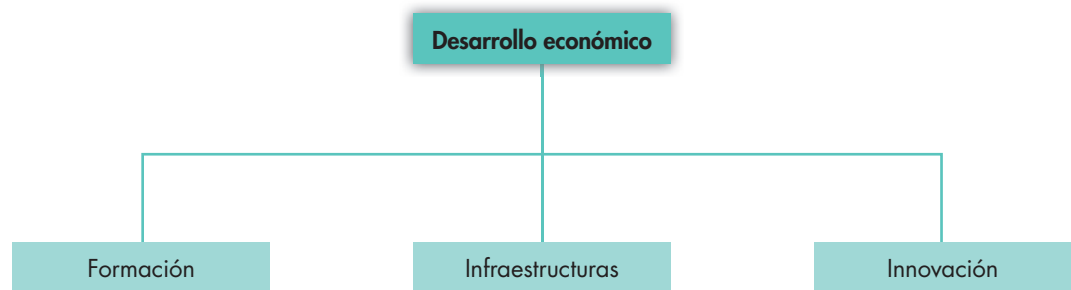 Desarrollo económico
Formación
Infraestructuras
Innovación